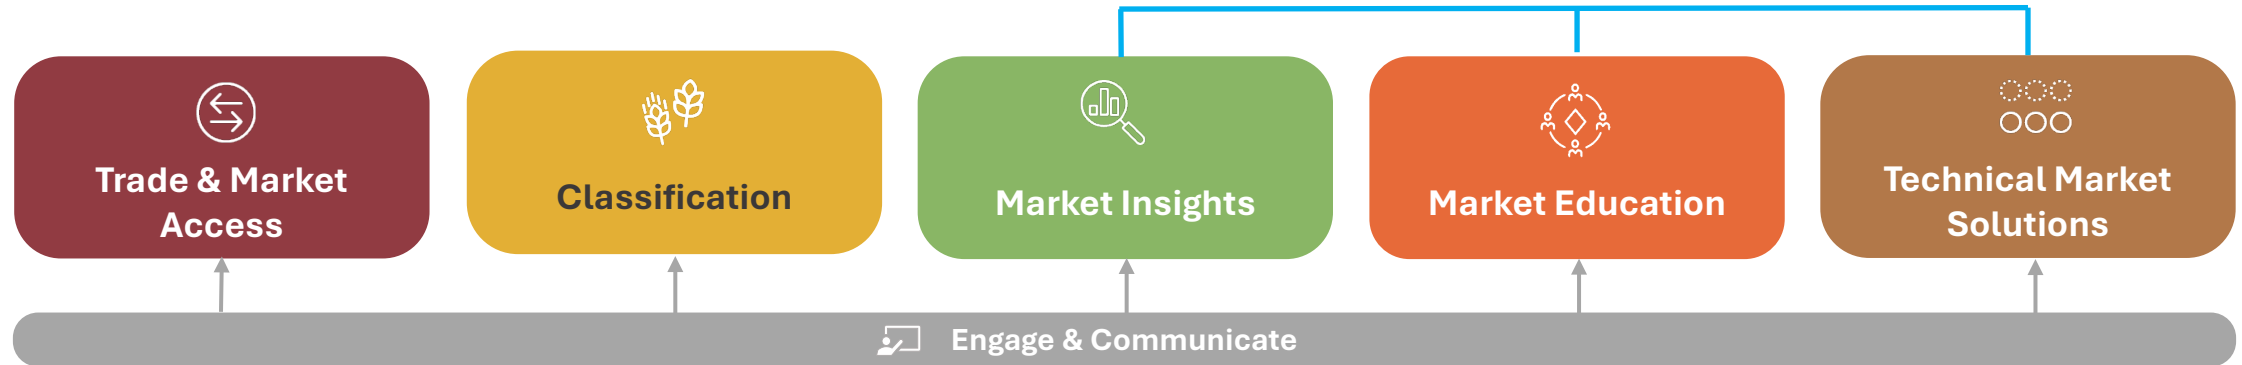 Trade & Market
Access
Classification
Market Insights
Market Education
Technical Market
Solutions
Engage & Communicate